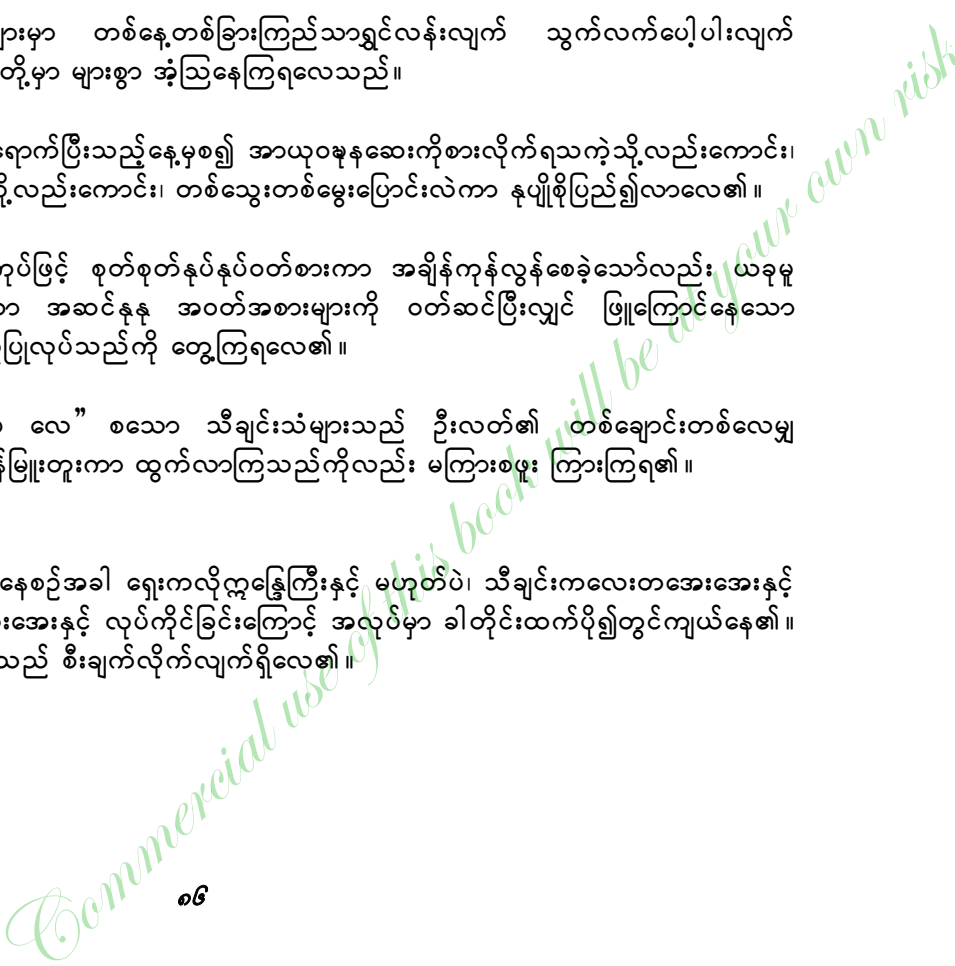 များမှာ တစ်နေ့တစ်ခြားကြည်သာရွှင်လန်းလျက် သွက်လက်ပေါ့ပါးလျက်
တို့မှာ များစွာ အံ့ဩနေကြရလေသည်။
ရောက်ပြီးသည့်နေ့မှစ၍ အာယုဝဍ္ဎနဆေးကိုစားလိုက်ရသကဲ့သို့လည်းကောင်း၊
လည်းကောင်း၊ တစ်သွေးတစ်မွေးပြောင်းလဲကာ နုပျိုစိုပြည်၍လာလေ၏။
ကုပ်ဖြင့် စုတ်စုတ်နုပ်နုပ်ဝတ်စားကာ အချိန်ကုန်လွန်စေခဲ့သော်လည်း ယခုမူ
အဆင်နုနု အဝတ်အစားများကို ဝတ်ဆင်ပြီးလျှင် ဖြူကြောင်နေသော
ပြုလုပ်သည်ကို တွေ့ကြရလေ၏။
လေ” စသော သီချင်းသံများသည် ဦးလတ်၏ တစ်ချောင်းတစ်လေမျှ
မြူးတူးကာ ထွက်လာကြသည်ကိုလည်း မကြားစဖူး ကြားကြရ၏။
နေစဉ်အခါ ရှေးကလိုဣန္ဒြေကြီးနှင့် မဟုတ်ပဲ၊ သီချင်းကလေးတအေးအေးနှင့်
အေးနှင့် လုပ်ကိုင်ခြင်းကြောင့် အလုပ်မှာ ခါတိုင်းထက်ပို၍တွင်ကျယ်နေ၏။
သည် စီးချက်လိုက်လျက်ရှိလေ၏။
၈၆
Commercial use of this book will be at your own risk